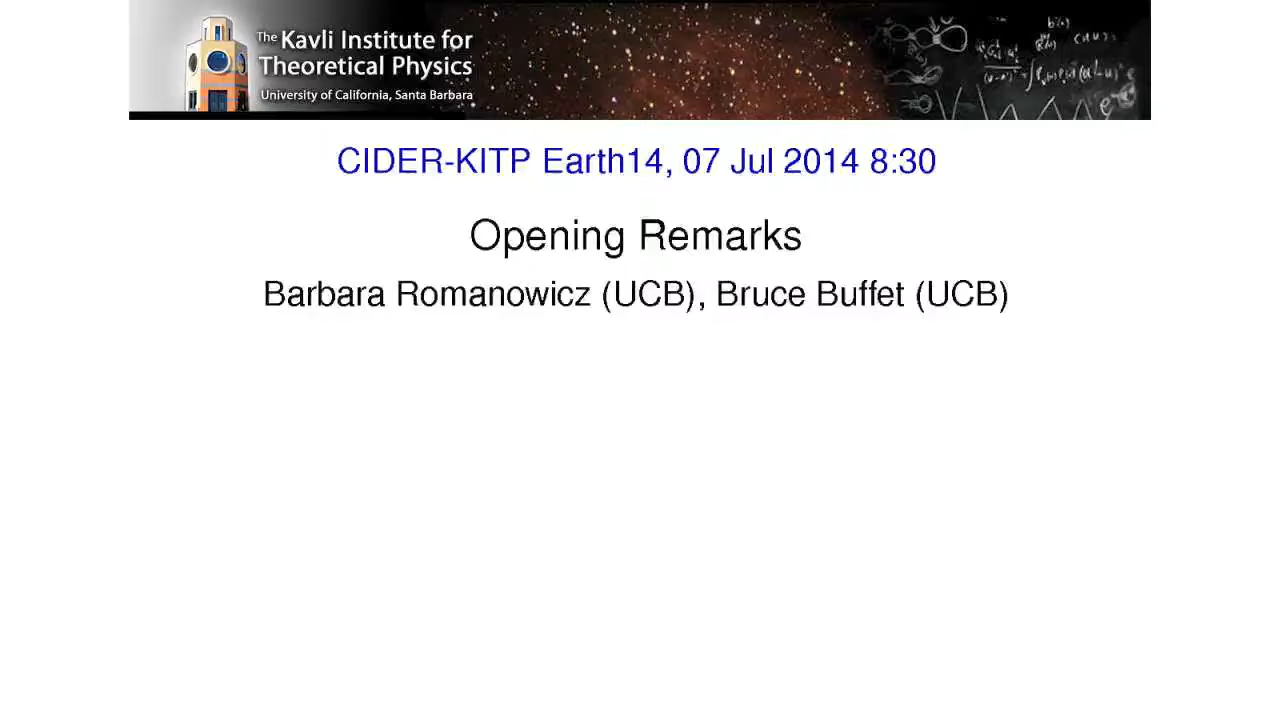 The Kavli Institute for
Theoretical Physics
University of California, Santa Barbara
CIDER-KITP Earth14, 07 Jul 2014 8:30
Opening Remarks
Barbara Romanowicz (UCB), Bruce Buffet (UCB)